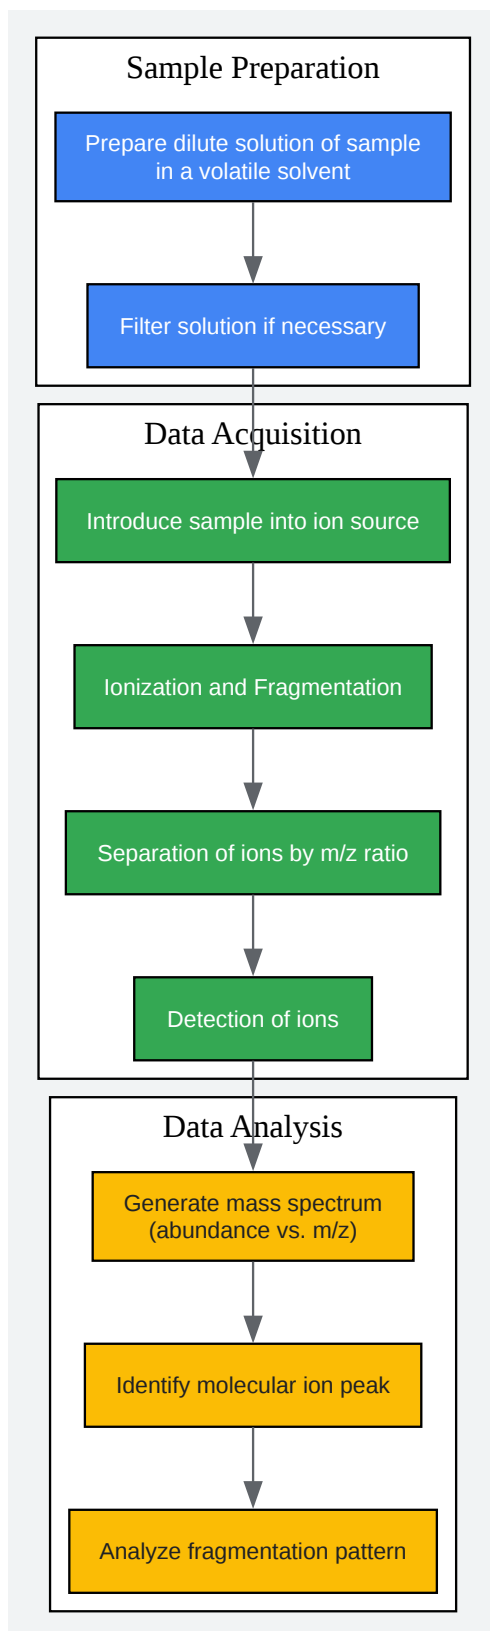 Sample Preparation
Prepare dilute solution of sample
in a volatile solvent
Filter solution if necessary
Data Acquisition
Introduce sample into ion source
Ionization and Fragmentation
Separation of ions by m/z ratio
Detection of ions
Data Analysis
Generate mass spectrum
(abundance vs. m/z)
Identify molecular ion peak
Analyze fragmentation pattern